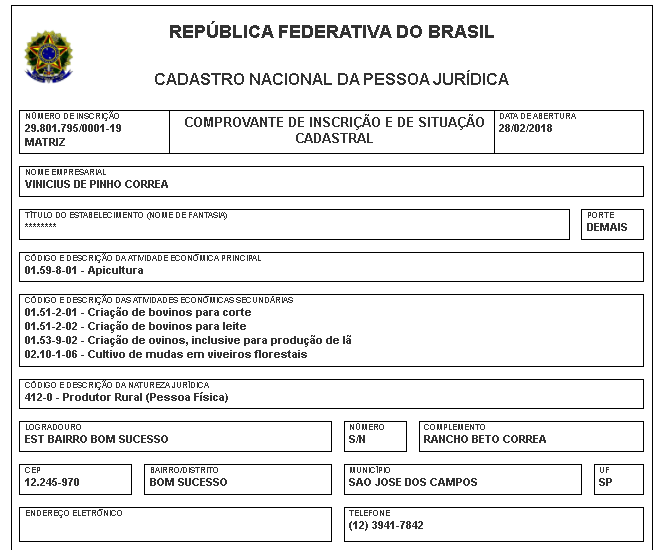 REPÚBLICA FEDERATIVA DO BRASIL
CADASTRO NACIONAL DA PESSOA JURÍDICA
NÚMERO DE INSCRIÇÃO
29.801.795/0001-19
MATRIZ
COMPROVANTE DE INSCRIÇÃO E DE SITUAÇÃO
CADASTRAL
DATA DE ABERTURA
28/02/2018
NOME EMPRESARIAL
VINICIUS DE PINHO CORREA
TÍTULO DO ESTABELECIMENTO (NOME DE FANTASIA)
********
PORTE
DEMAIS
CÓDIGO E DESCRIÇÃO DA ATIVIDADE ECONÔMICA PRINCIPAL
01.59-8-01 - Apicultura
CÓDIGO E DESCRIÇÃO DAS ATIVIDADES ECONÔMICAS SECUNDÁRIAS
01.51-2-01 - Criação de bovinos para corte
01.51-2-02 - Criação de bovinos para leite
01.53-9-02 - Criação de ovinos, inclusive para produção de lã
02.10-1-06 - Cultivo de mudas em viveiros florestais
CÓDIGO E DESCRIÇÃO DA NATUREZA JURÍDICA
412-0 - Produtor Rural (Pessoa Física)
LOGRADOURO
EST BAIRRO BOM SUCESSO
NÚMERO
S/N
COMPLEMENTO
RANCHO BETO CORREA
CEP
12.245-970
BAIRRO/DISTRITO
BOM SUCESSO
MUNICÍPIO
SAO JOSE DOS CAMPOS
UF
SP
ENDEREÇO ELETRÔNICO
TELEFONE
(12) 3941-7842